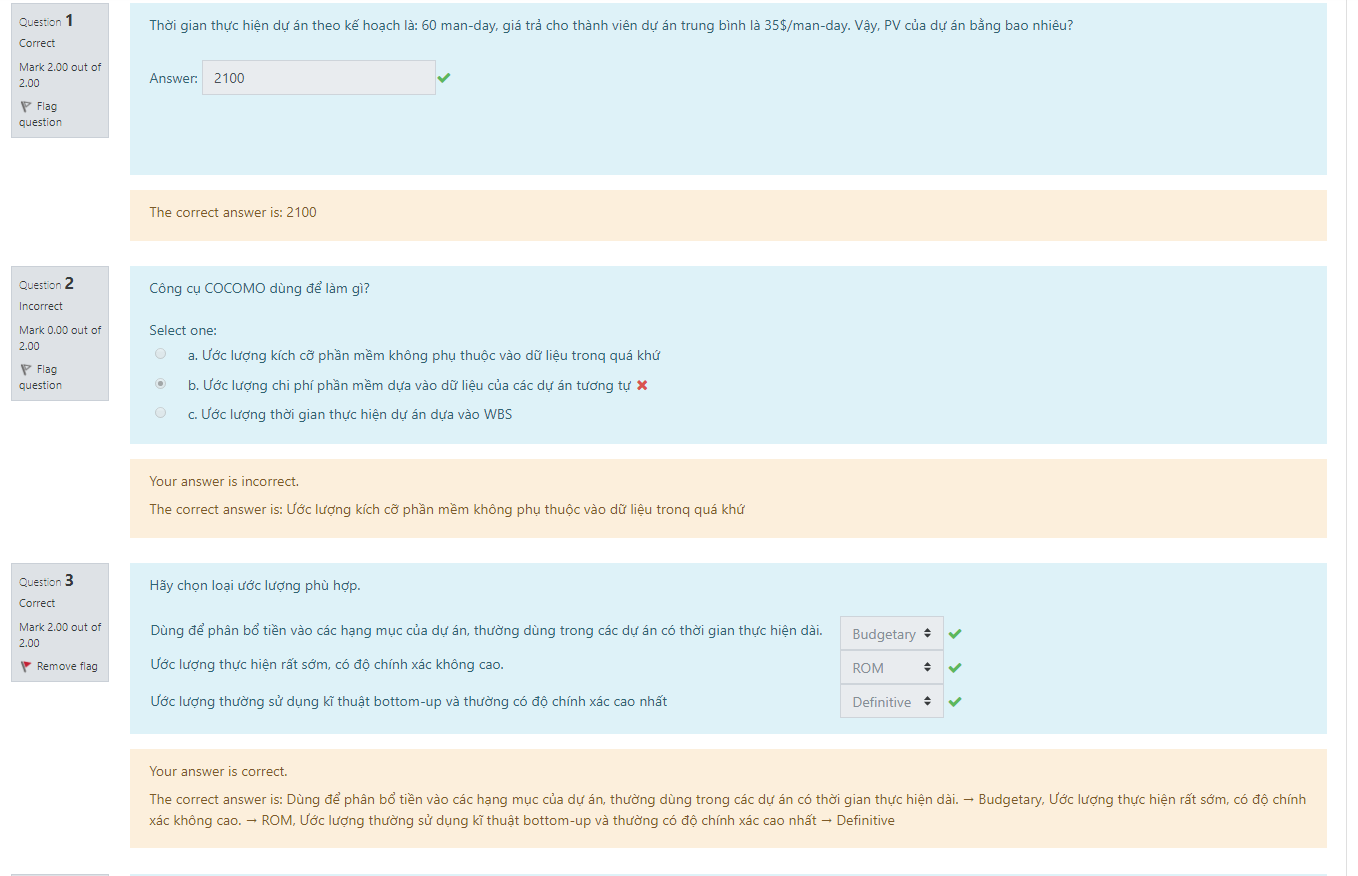 Question 1
Correct
Mark 2.00 out of
2.00
Flag
question
Thời gian thực hiện dự án theo kế hoạch là: 60 man-day, giá trả cho thành viên dự án trung bình là 35$/man-day. Vậy, PV của dự án bằng bao nhiêu?
Answer: 2100
The correct answer is: 2100
Question 2
Incorrect
Mark 0.00 out of
2.00
Flag
question
Công cụ COCOMO dùng để làm gì?
Select one:
a. Ước lượng kích cỡ phần mềm không phụ thuộc vào dữ liệu tronq quá khứ
b. Ước lượng chi phí phần mềm dựa vào dữ liệu của các dự án tương tự
c. Ước lượng thời gian thực hiện dự án dựa vào WBS
Your answer is incorrect.
The correct answer is: Ước lượng kích cỡ phần mềm không phụ thuộc vào dữ liệu tronq quá khứ
Question 3
Correct
Mark 2.00 out of
2.00
Remove flag
Hãy chọn loại ước lượng phù hợp.
Dùng để phân bổ tiền vào các hạng mục của dự án, thường dùng trong các dự án có thời gian thực hiện dài. Budgetary
Ước lượng thực hiện rất sớm, có độ chính xác không cao. ROM
Ước lượng thường sử dụng kĩ thuật bottom-up và thường có độ chính xác cao nhất Definitive
Your answer is correct.
The correct answer is: Dùng để phân bổ tiền vào các hạng mục của dự án, thường dùng trong các dự án có thời gian thực hiện dài. → Budgetary, Ước lượng thực hiện rất sớm, có độ chính
xác không cao. → ROM, Ước lượng thường sử dụng kĩ thuật bottom-up và thường có độ chính xác cao nhất → Definitive